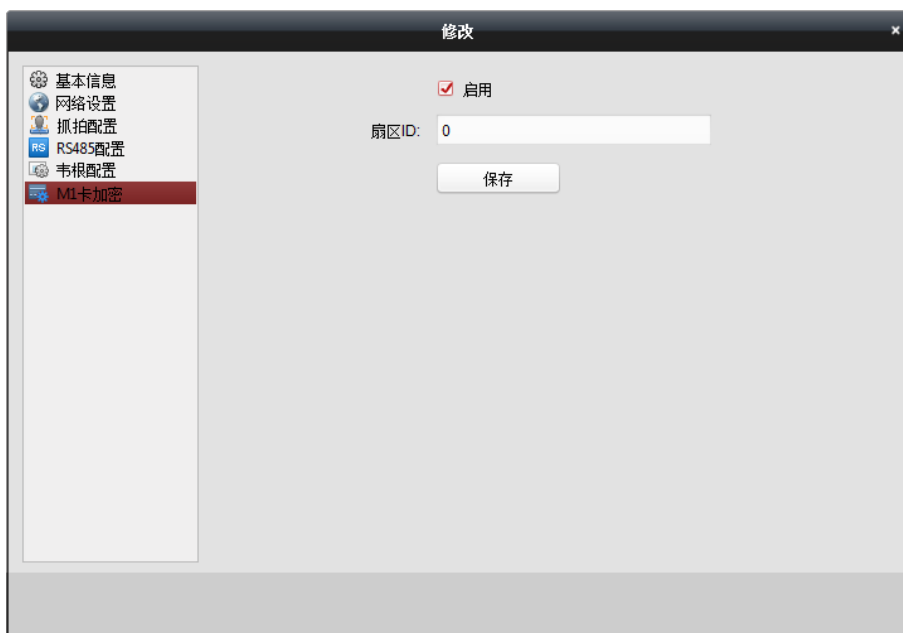 修改
基本信息
网络设置
抓拍配置
RS485配置
韦根配置
M1卡加密
启用
扇区ID: 0
保存